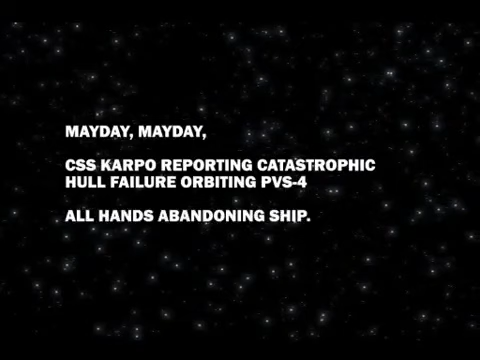 MAYDAY, MAYDAY,
CSS KARPO REPORTING CATASTROPHIC
HULL FAILURE ORBITING PVS-4
ALL HANDS ABANDONING SHIP.